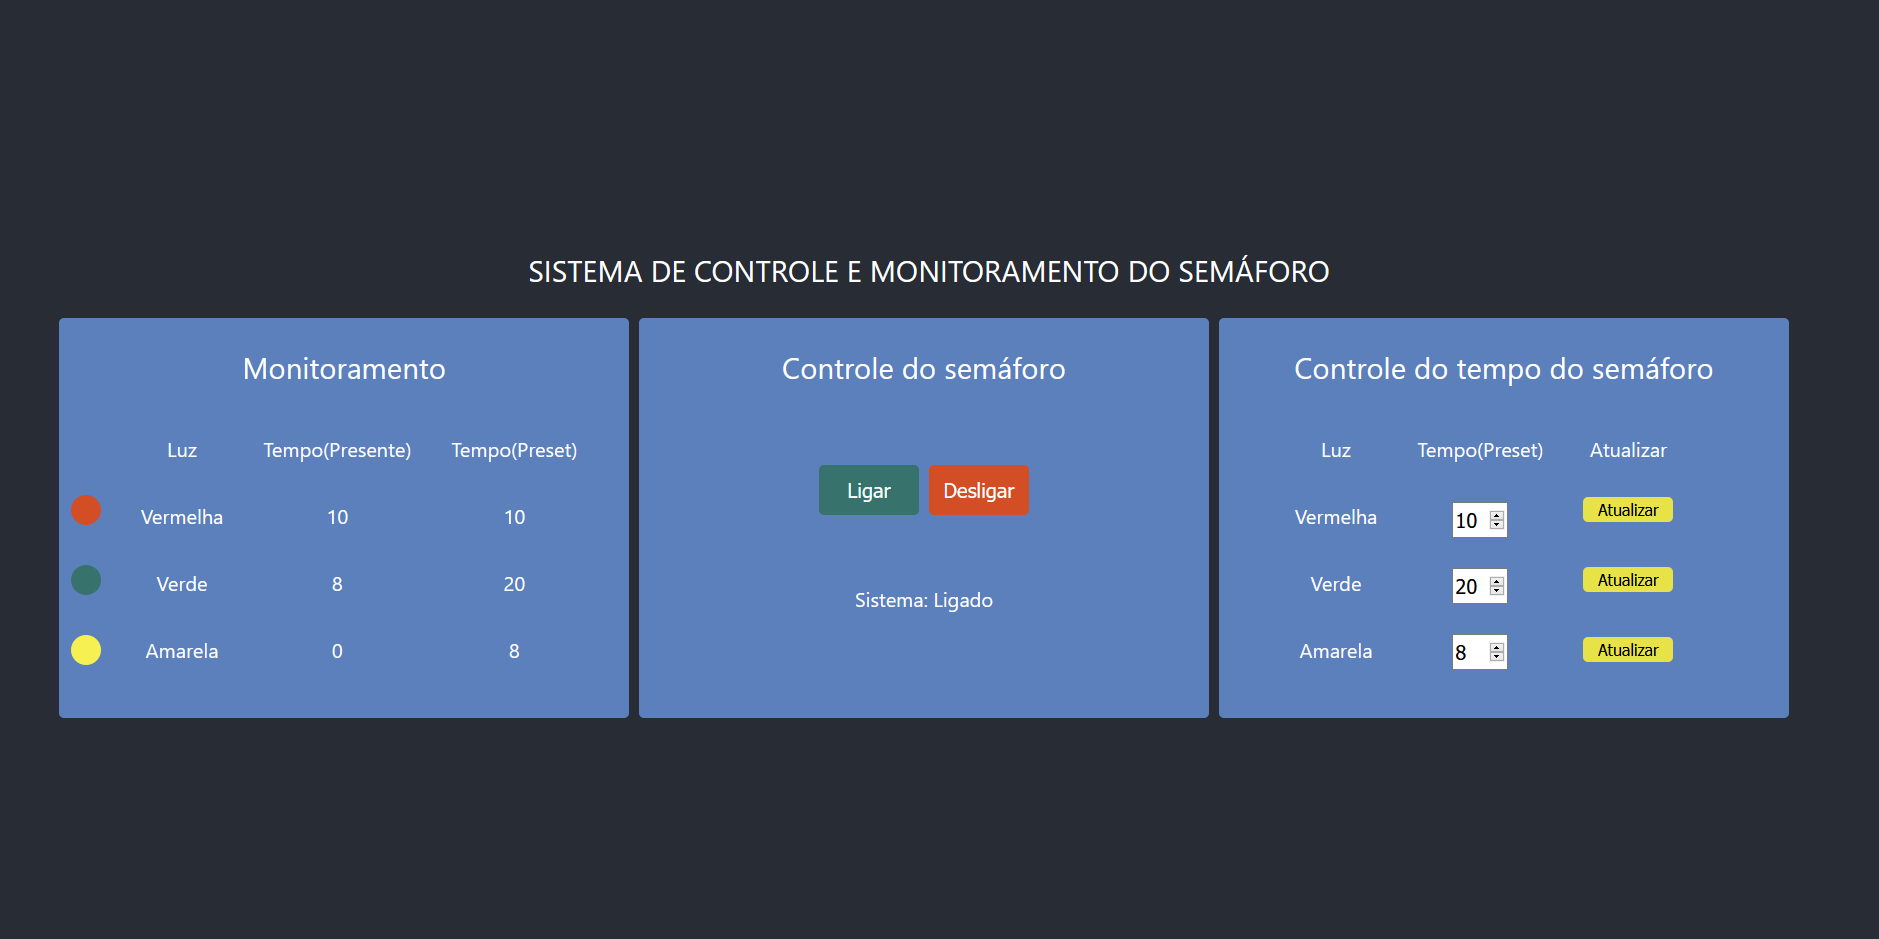 SISTEMA DE CONTROLE E MONITORAMENTO DO SEMÁFORO
Monitoramento
Luz Tempo(Presente) Tempo(Preset)
Vermelha 10 10
Verde 8 20
Amarela 0 8
Controle do semáforo
Ligar Desligar
Sistema: Ligado
Controle do tempo do semáforo
Luz Tempo(Preset) Atualizar
Vermelha 10 Atualizar
Verde 20 Atualizar
Amarela 8 Atualizar